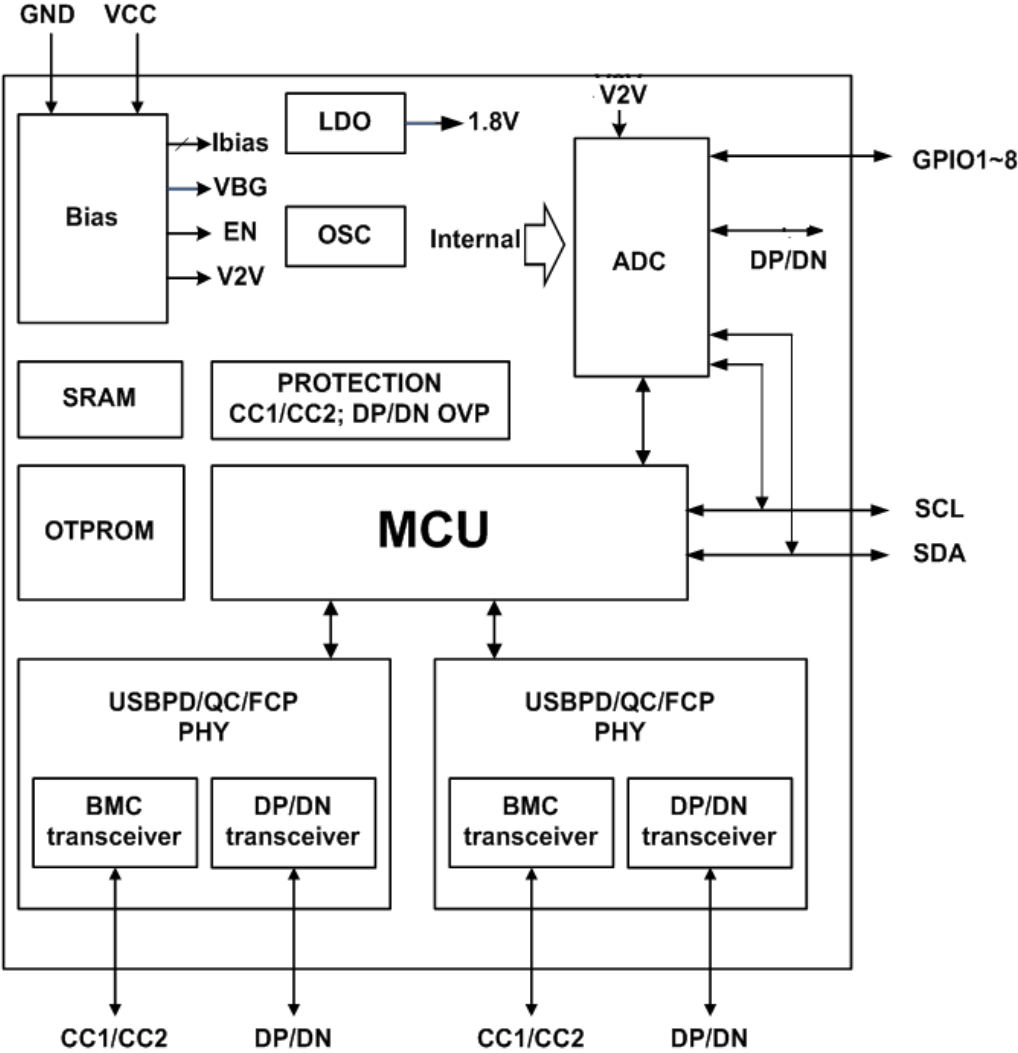 GND VCC
V2V
LDO
1.8V
Ibias
VBG
EN
V2V
Bias
OSC
Internal
ADC
GPIO1~8
DP/DN
SRAM
PROTECTION
CC1/CC2; DP/DN OVP
OTPROM
MCU
SCL
SDA
USBPD/QC/FCP
PHY
BMC
transceiver
DP/DN
transceiver
USBPD/QC/FCP
PHY
BMC
transceiver
DP/DN
transceiver
CC1/CC2
DP/DN
CC1/CC2
DP/DN